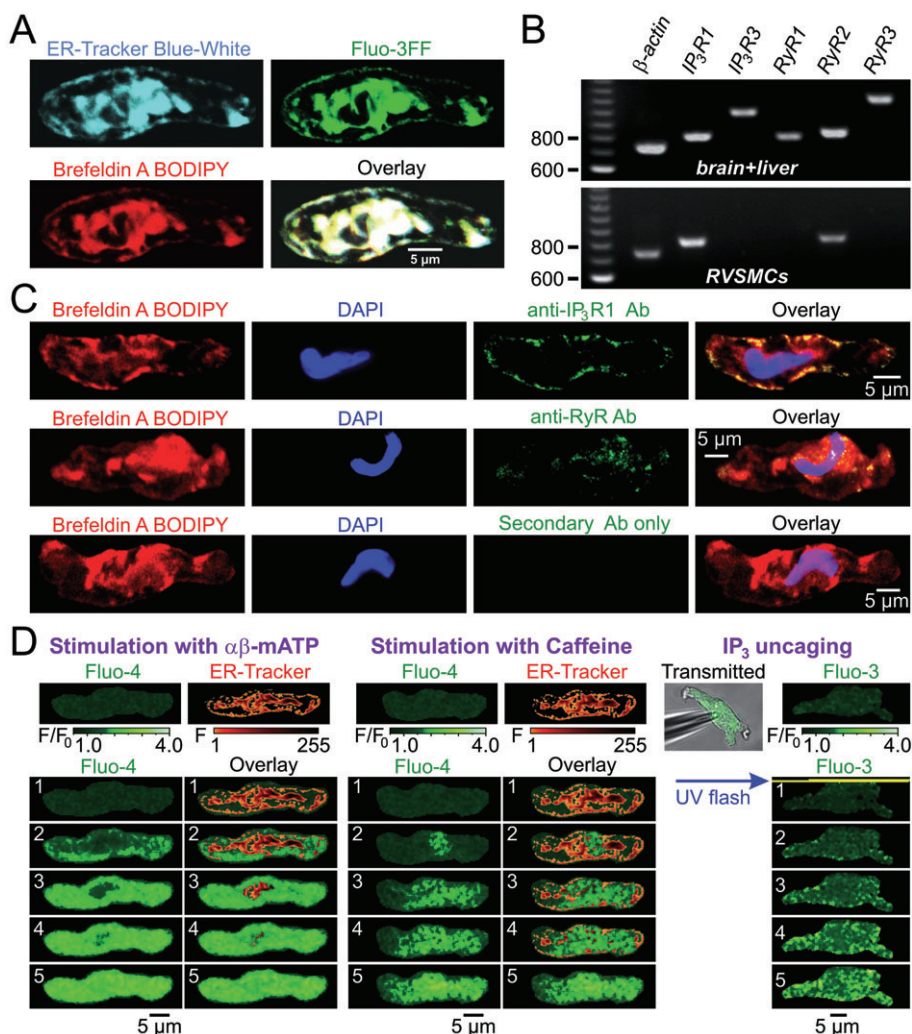 A
ER-Tracker Blue-White
Fluo-3FF
Brefeldin A BODIPY
Overlay
5 µm
B
β-actin
IP₃R1
IP₃R3
RyR1
RyR2
RyR3
800
600
brain+liver
800
600
RVSMCs
C
Brefeldin A BODIPY
DAPI
anti-IP₃R1 Ab
Overlay
5 µm
Brefeldin A BODIPY
DAPI
anti-RyR Ab
Overlay
5 µm
Brefeldin A BODIPY
DAPI
Secondary Ab only
Overlay
5 µm
D
Stimulation with αβ-mATP
Stimulation with Caffeine
IP₃ uncaging
Fluo-4
ER-Tracker
Fluo-4
ER-Tracker
Transmitted
Fluo-3
F/F₀ 1.0 4.0
F 1 255
F/F₀ 1.0 4.0
F 1 255
F/F₀ 1.0 4.0
Fluo-4
Overlay
Fluo-4
Overlay
Fluo-3
UV flash
1 1 1 1 1
2 2 2 2 2
3 3 3 3 3
4 4 4 4 4
5 5 5 5 5
5 µm
5 µm
5 µm